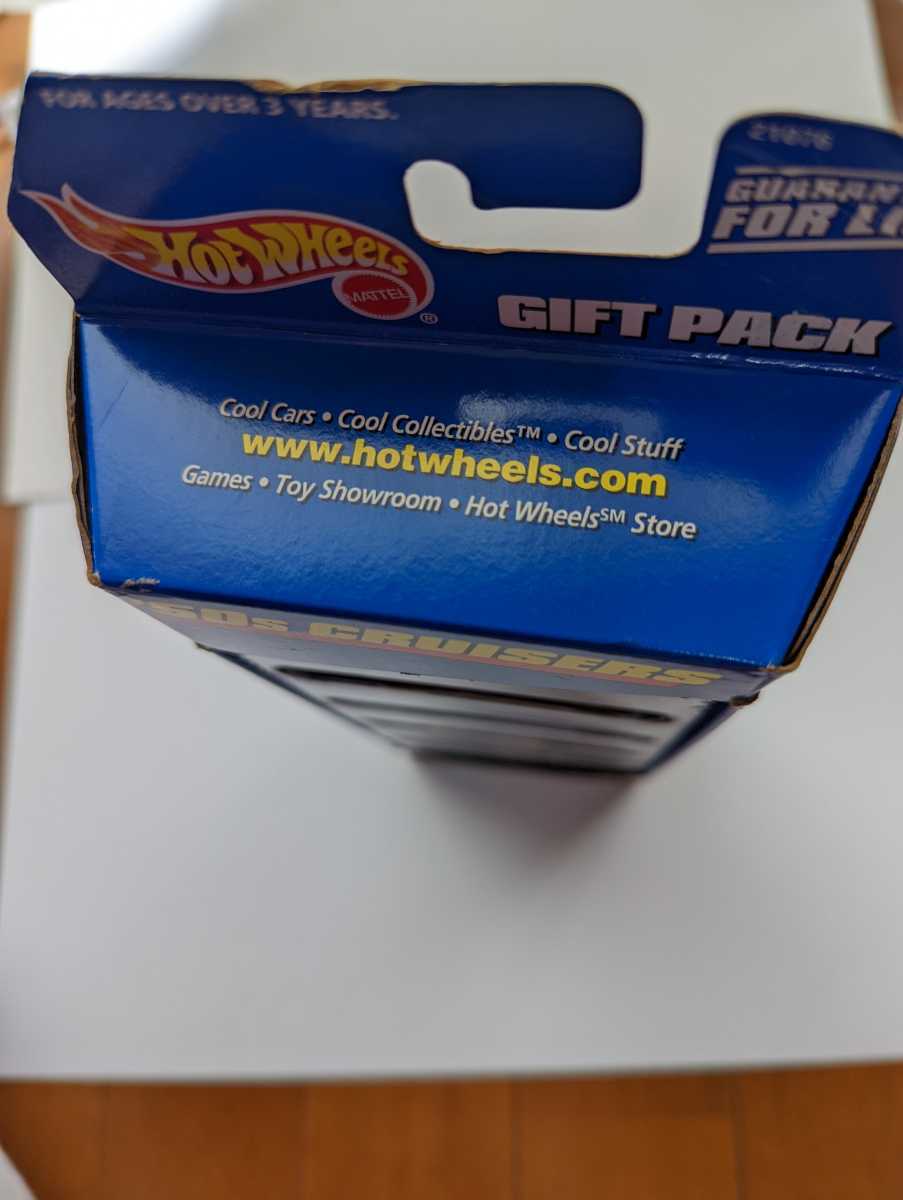 FOR AGES OVER 3 YEARS.
21076
GUARAN
FOR LI
HOT WHEELS
MATTEL
®
GIFT PACK
Cool Cars • Cool Collectibles™ • Cool Stuff
www.hotwheels.com
Games • Toy Showroom • Hot Wheels℠ Store
50s CRUISERS